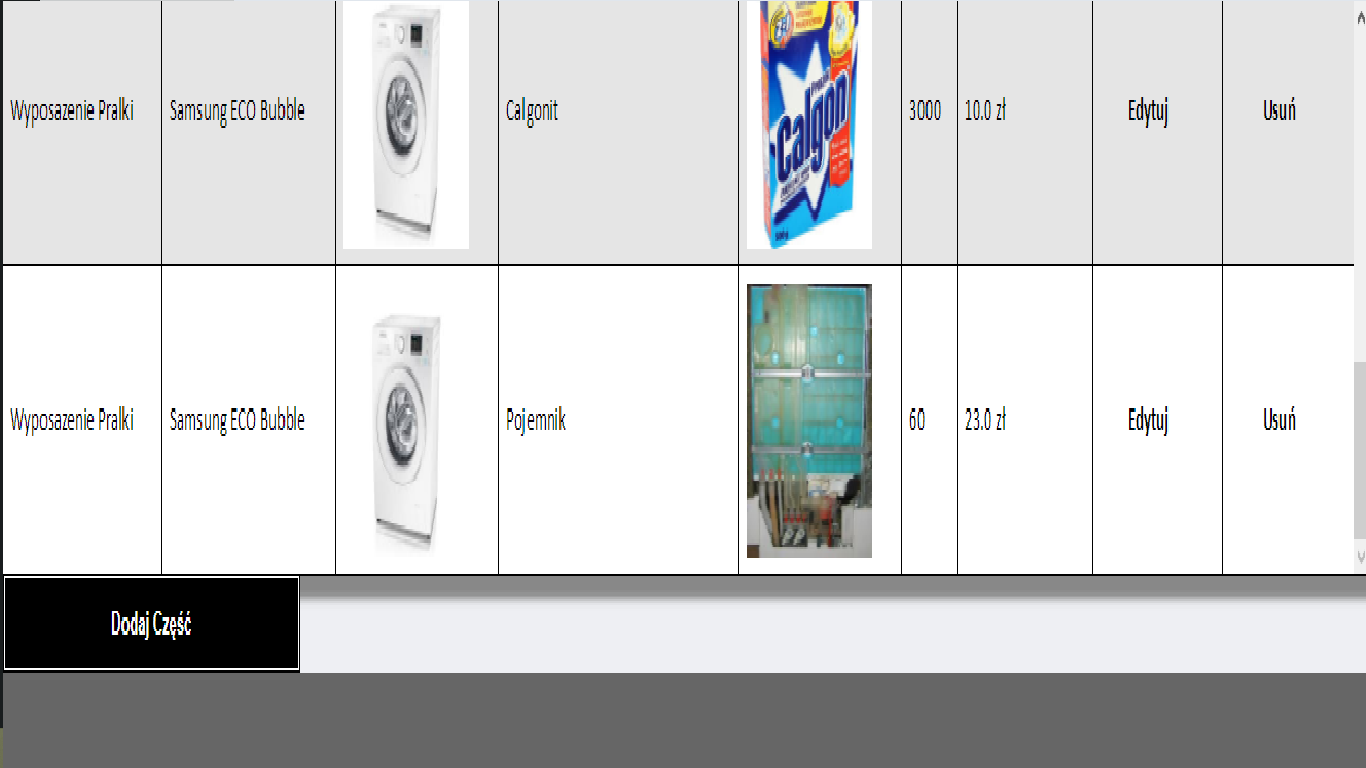 Wyposazenie Pralki Samsung ECO Bubble Calgonit Calgon 3000 10.0 zł Edytuj Usuń
Wyposazenie Pralki Samsung ECO Bubble Pojemnik 60 23.0 zł Edytuj Usuń
Dodaj Część